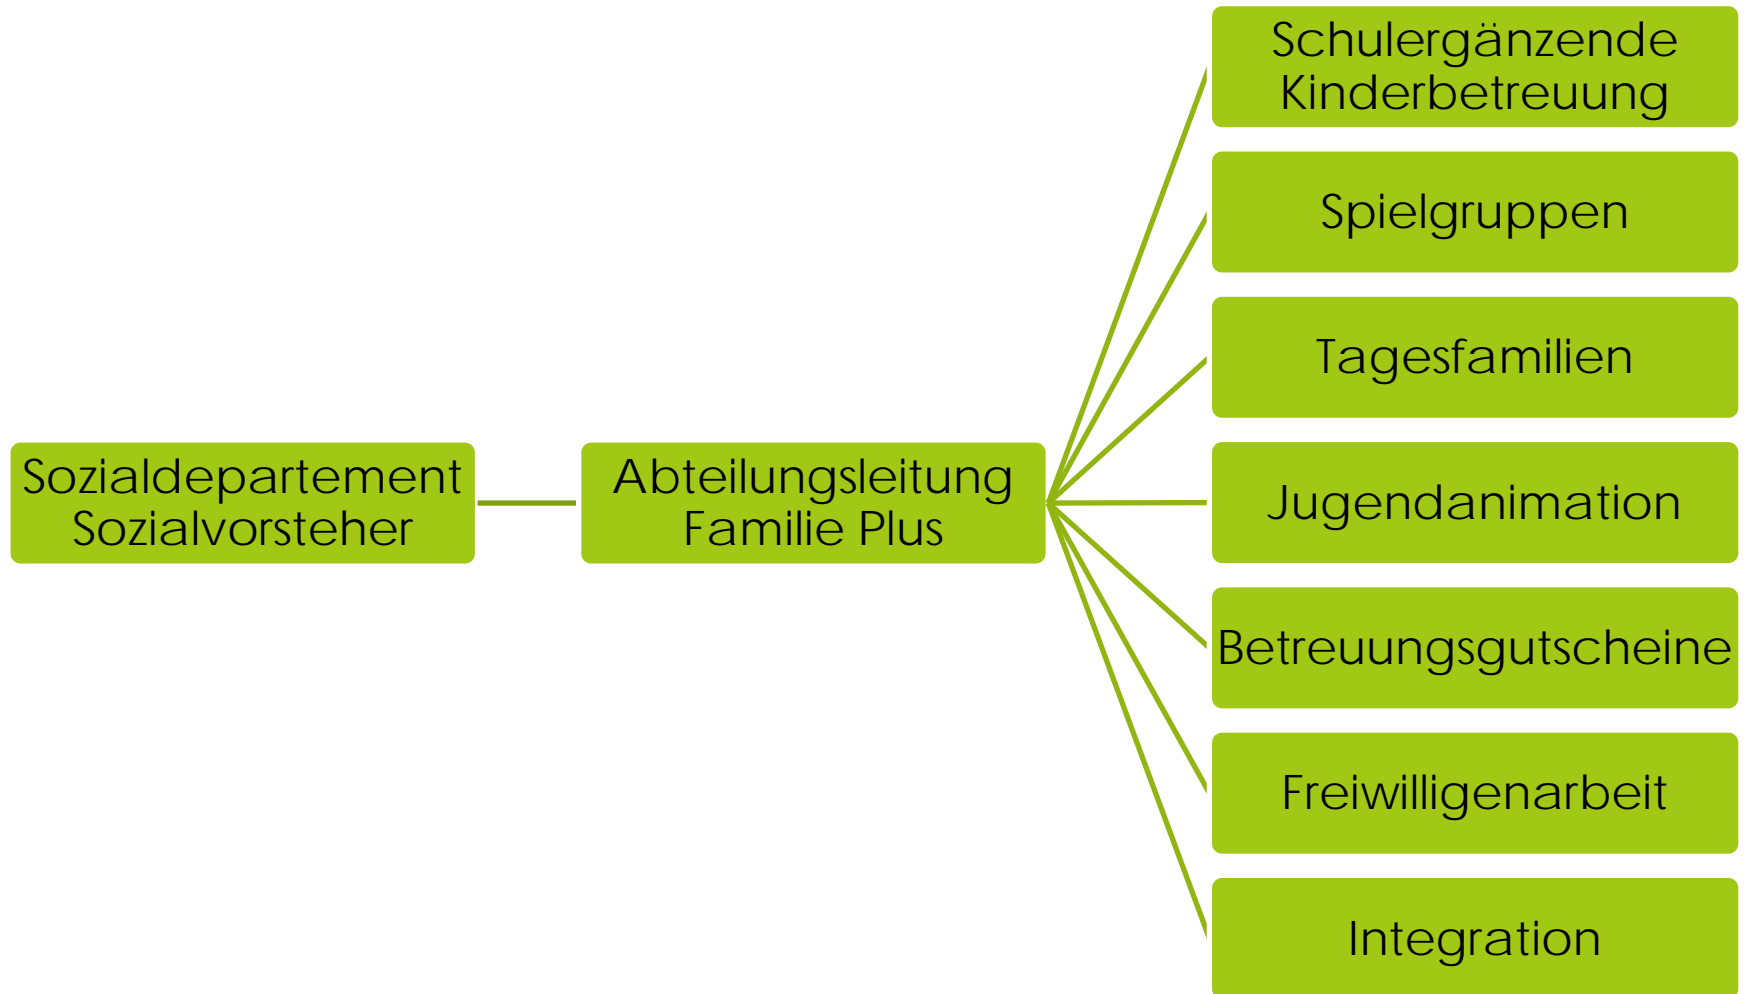 Schulergänzende
Kinderbetreuung
Spielgruppen
Tagesfamilien
Sozialdepartement
Sozialvorsteher
Abteilungsleitung
Familie Plus
Jugendanimation
Betreuungsgutscheine
Freiwilligenarbeit
Integration